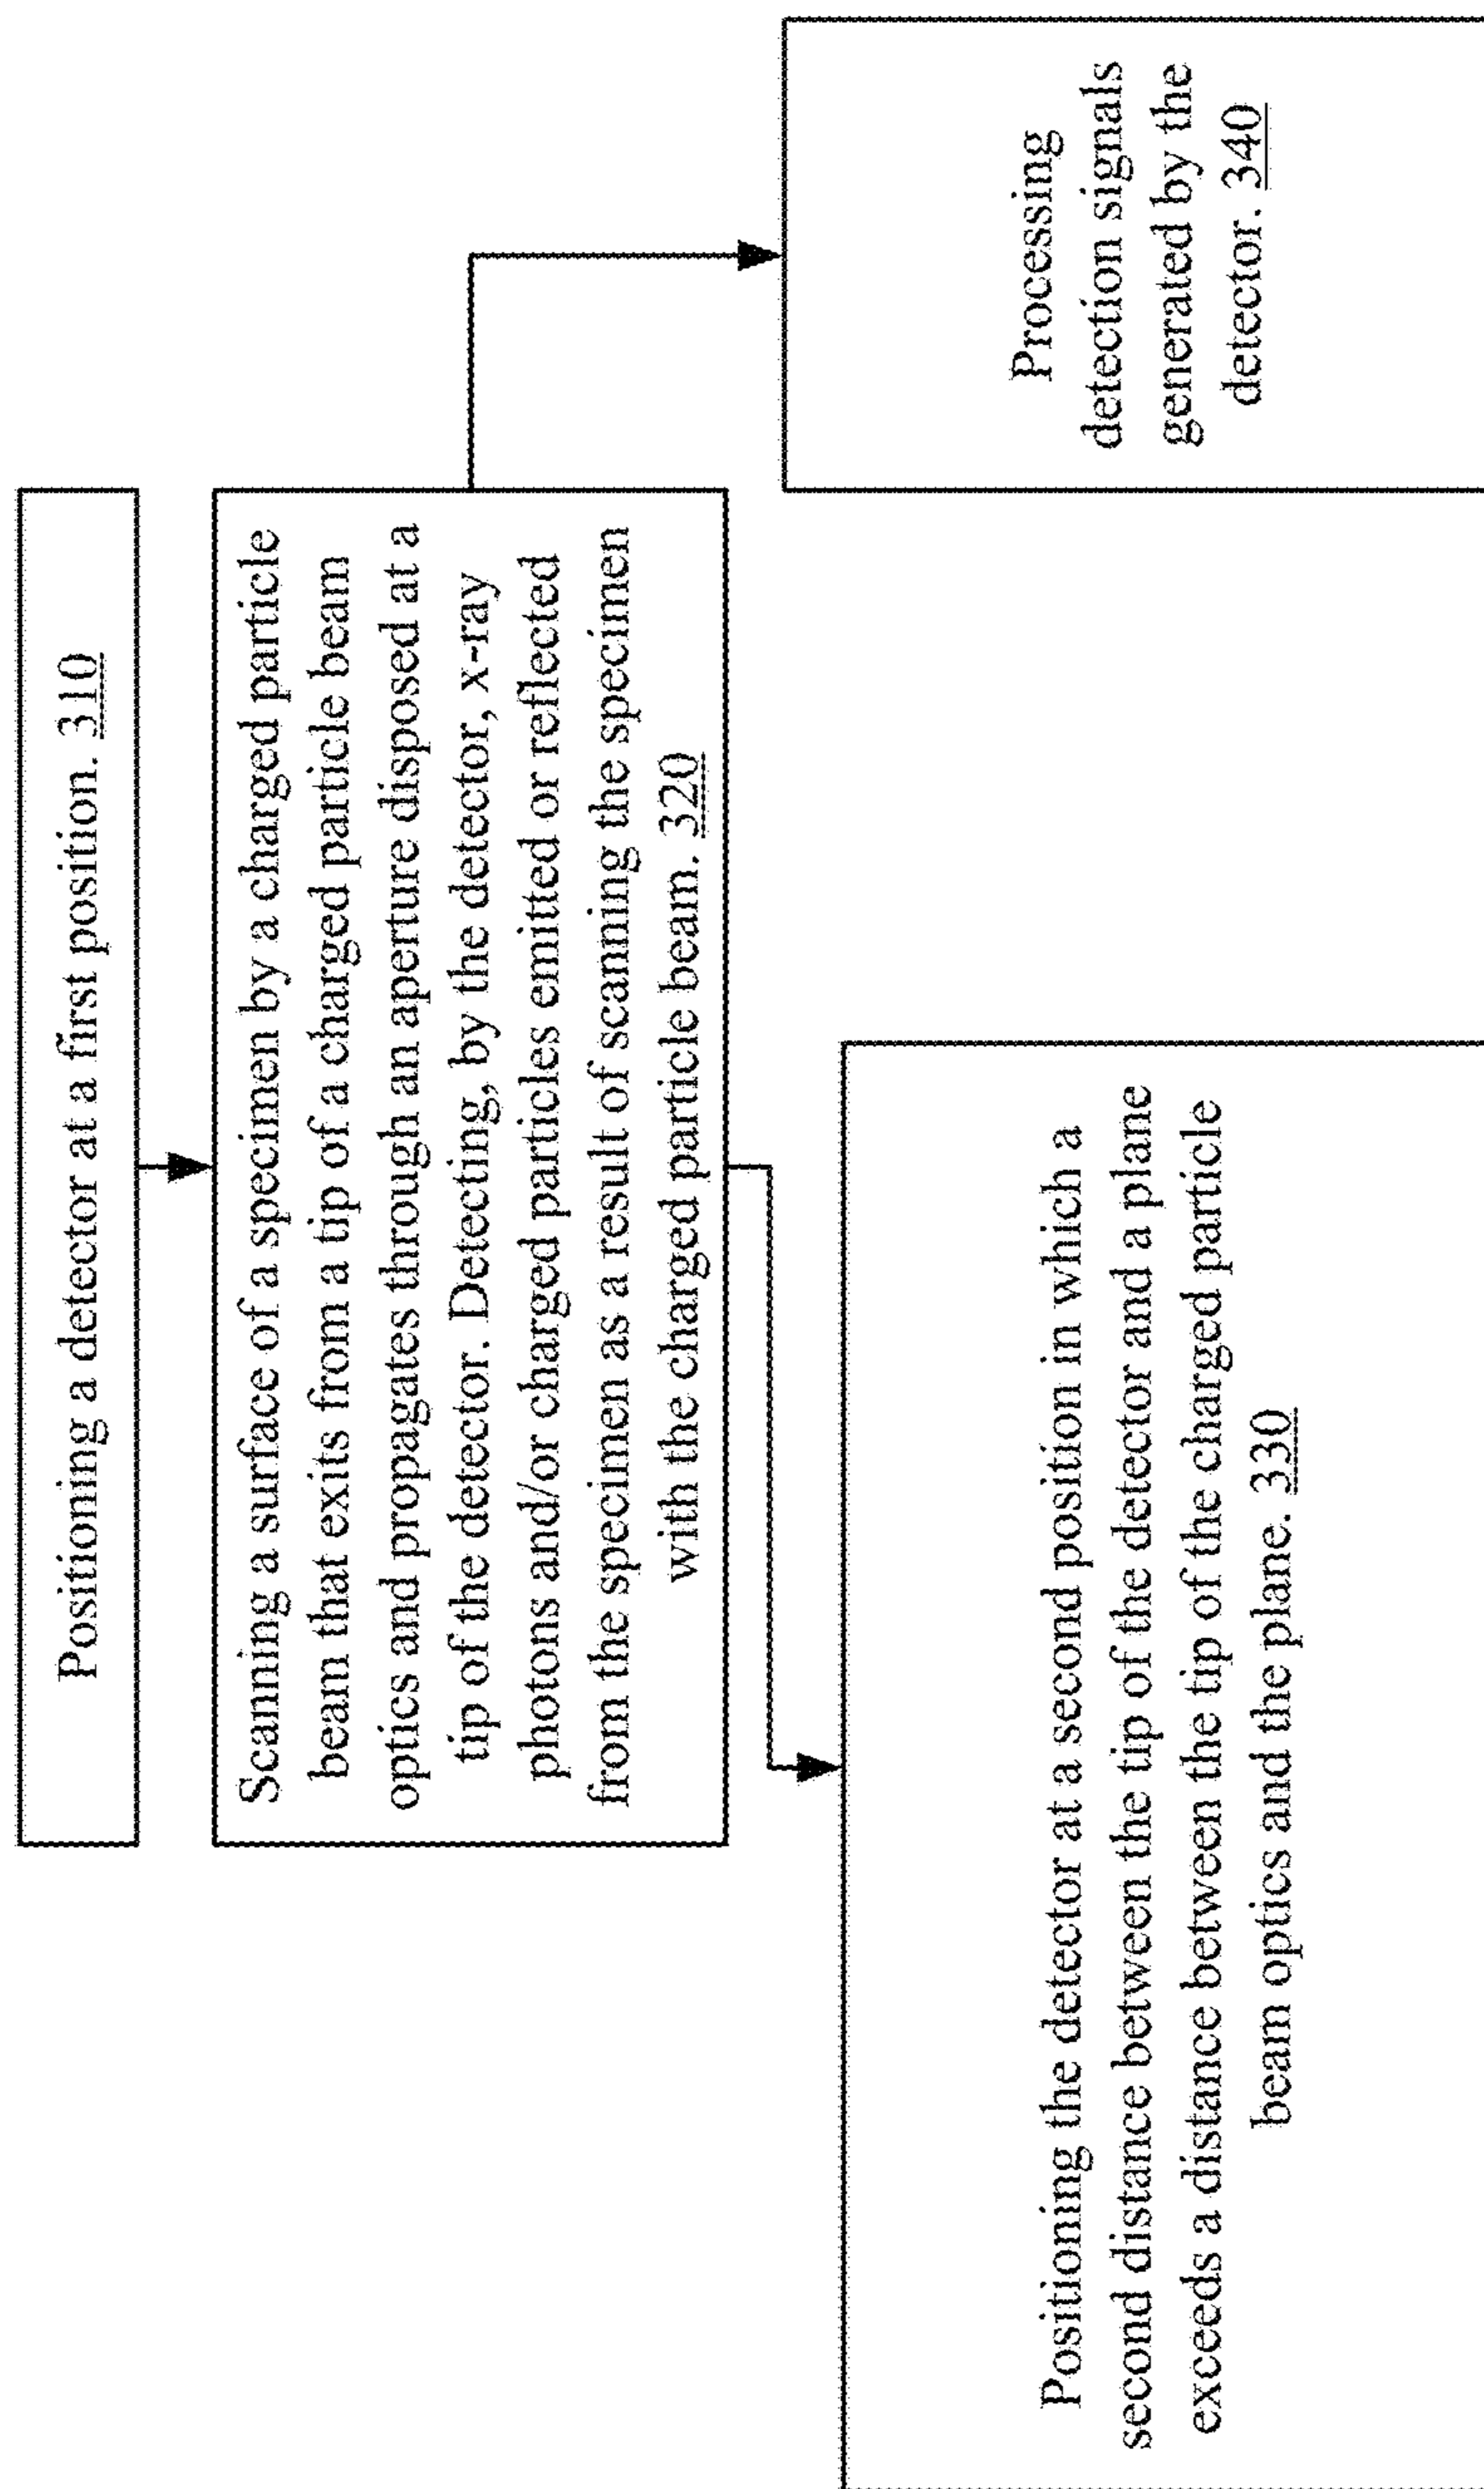 Positioning a detector at a first position. 310
Scanning a surface of a specimen by a charged particle
beam that exits from a tip of a charged particle beam
optics and propagates through an aperture disposed at a
tip of the detector. Detecting, by the detector, x-ray
photons and/or charged particles emitted or reflected
from the specimen as a result of scanning the specimen
with the charged particle beam. 320
Positioning the detector at a second position in which a
second distance between the tip of the detector and a plane
exceeds a distance between the tip of the charged particle
beam optics and the plane. 330
Processing
detection signals
generated by the
detector. 340